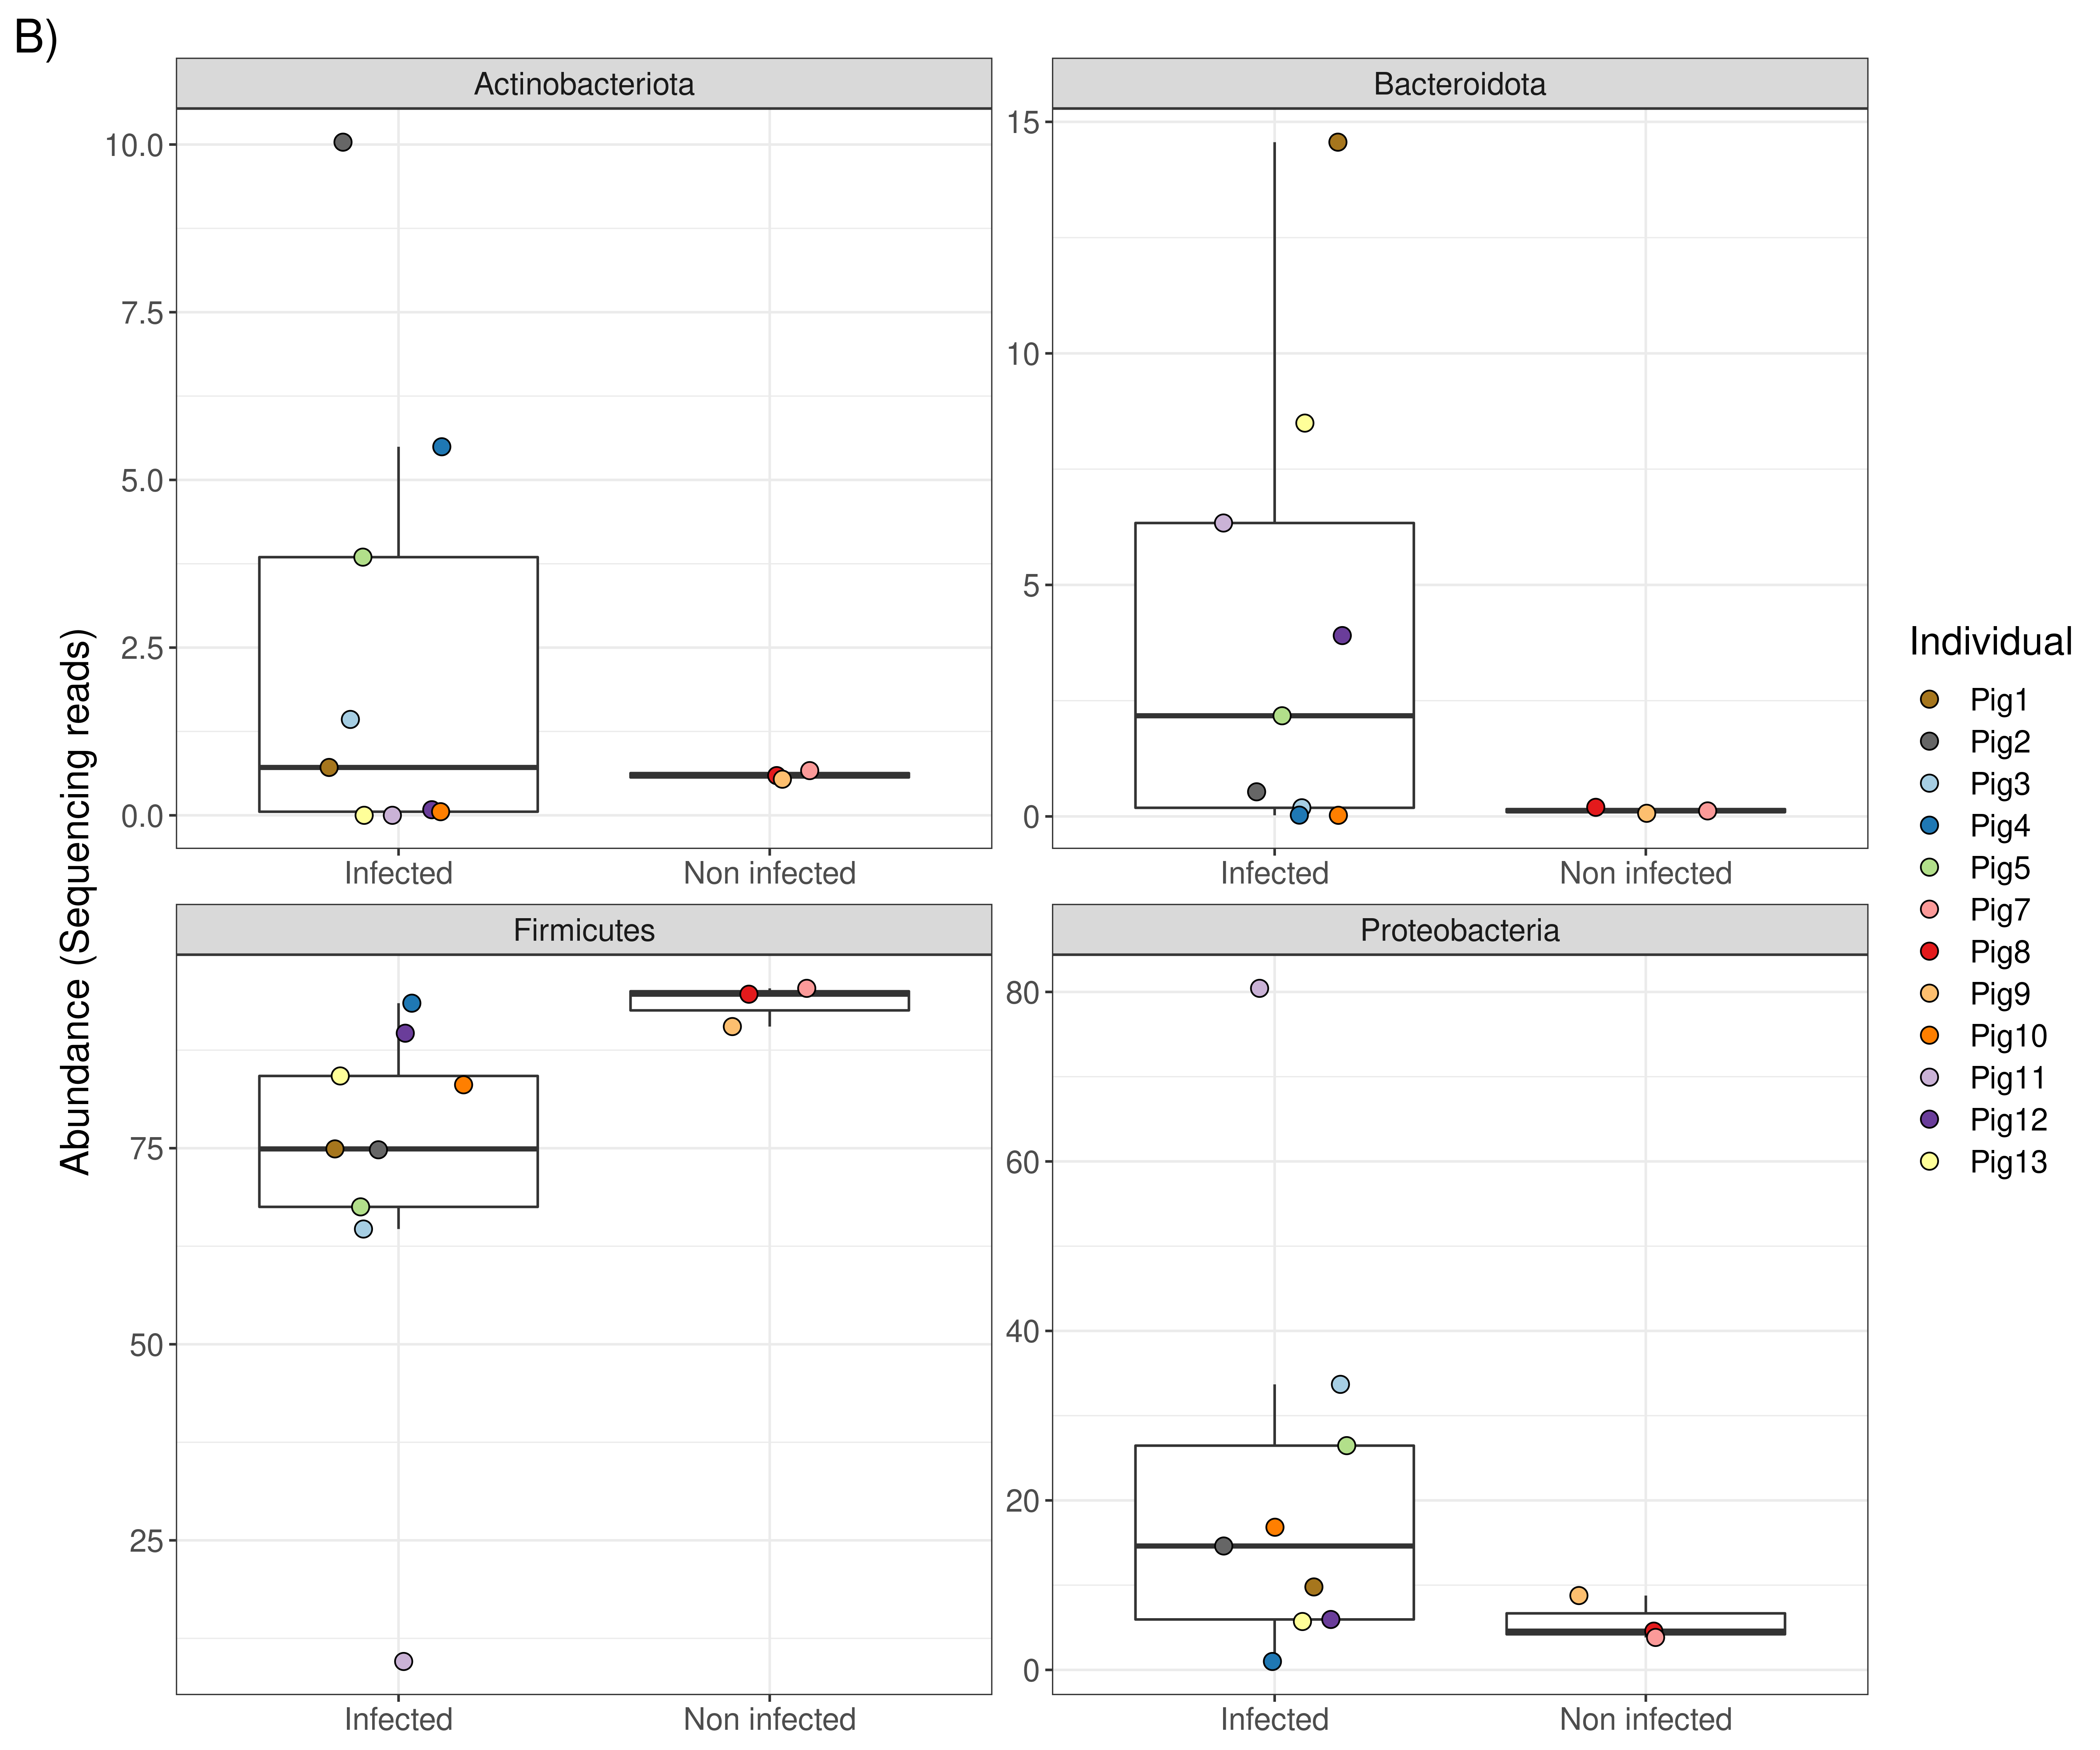 B)
Abundance (Sequencing reads)
Actinobacteriota
10.0
7.5
5.0
2.5
0.0
Infected
Non infected
Bacteroidota
15
10
5
0
Infected
Non infected
Firmicutes
75
50
25
Infected
Non infected
Proteobacteria
80
60
40
20
0
Infected
Non infected
Individual
Pig1
Pig2
Pig3
Pig4
Pig5
Pig7
Pig8
Pig9
Pig10
Pig11
Pig12
Pig13